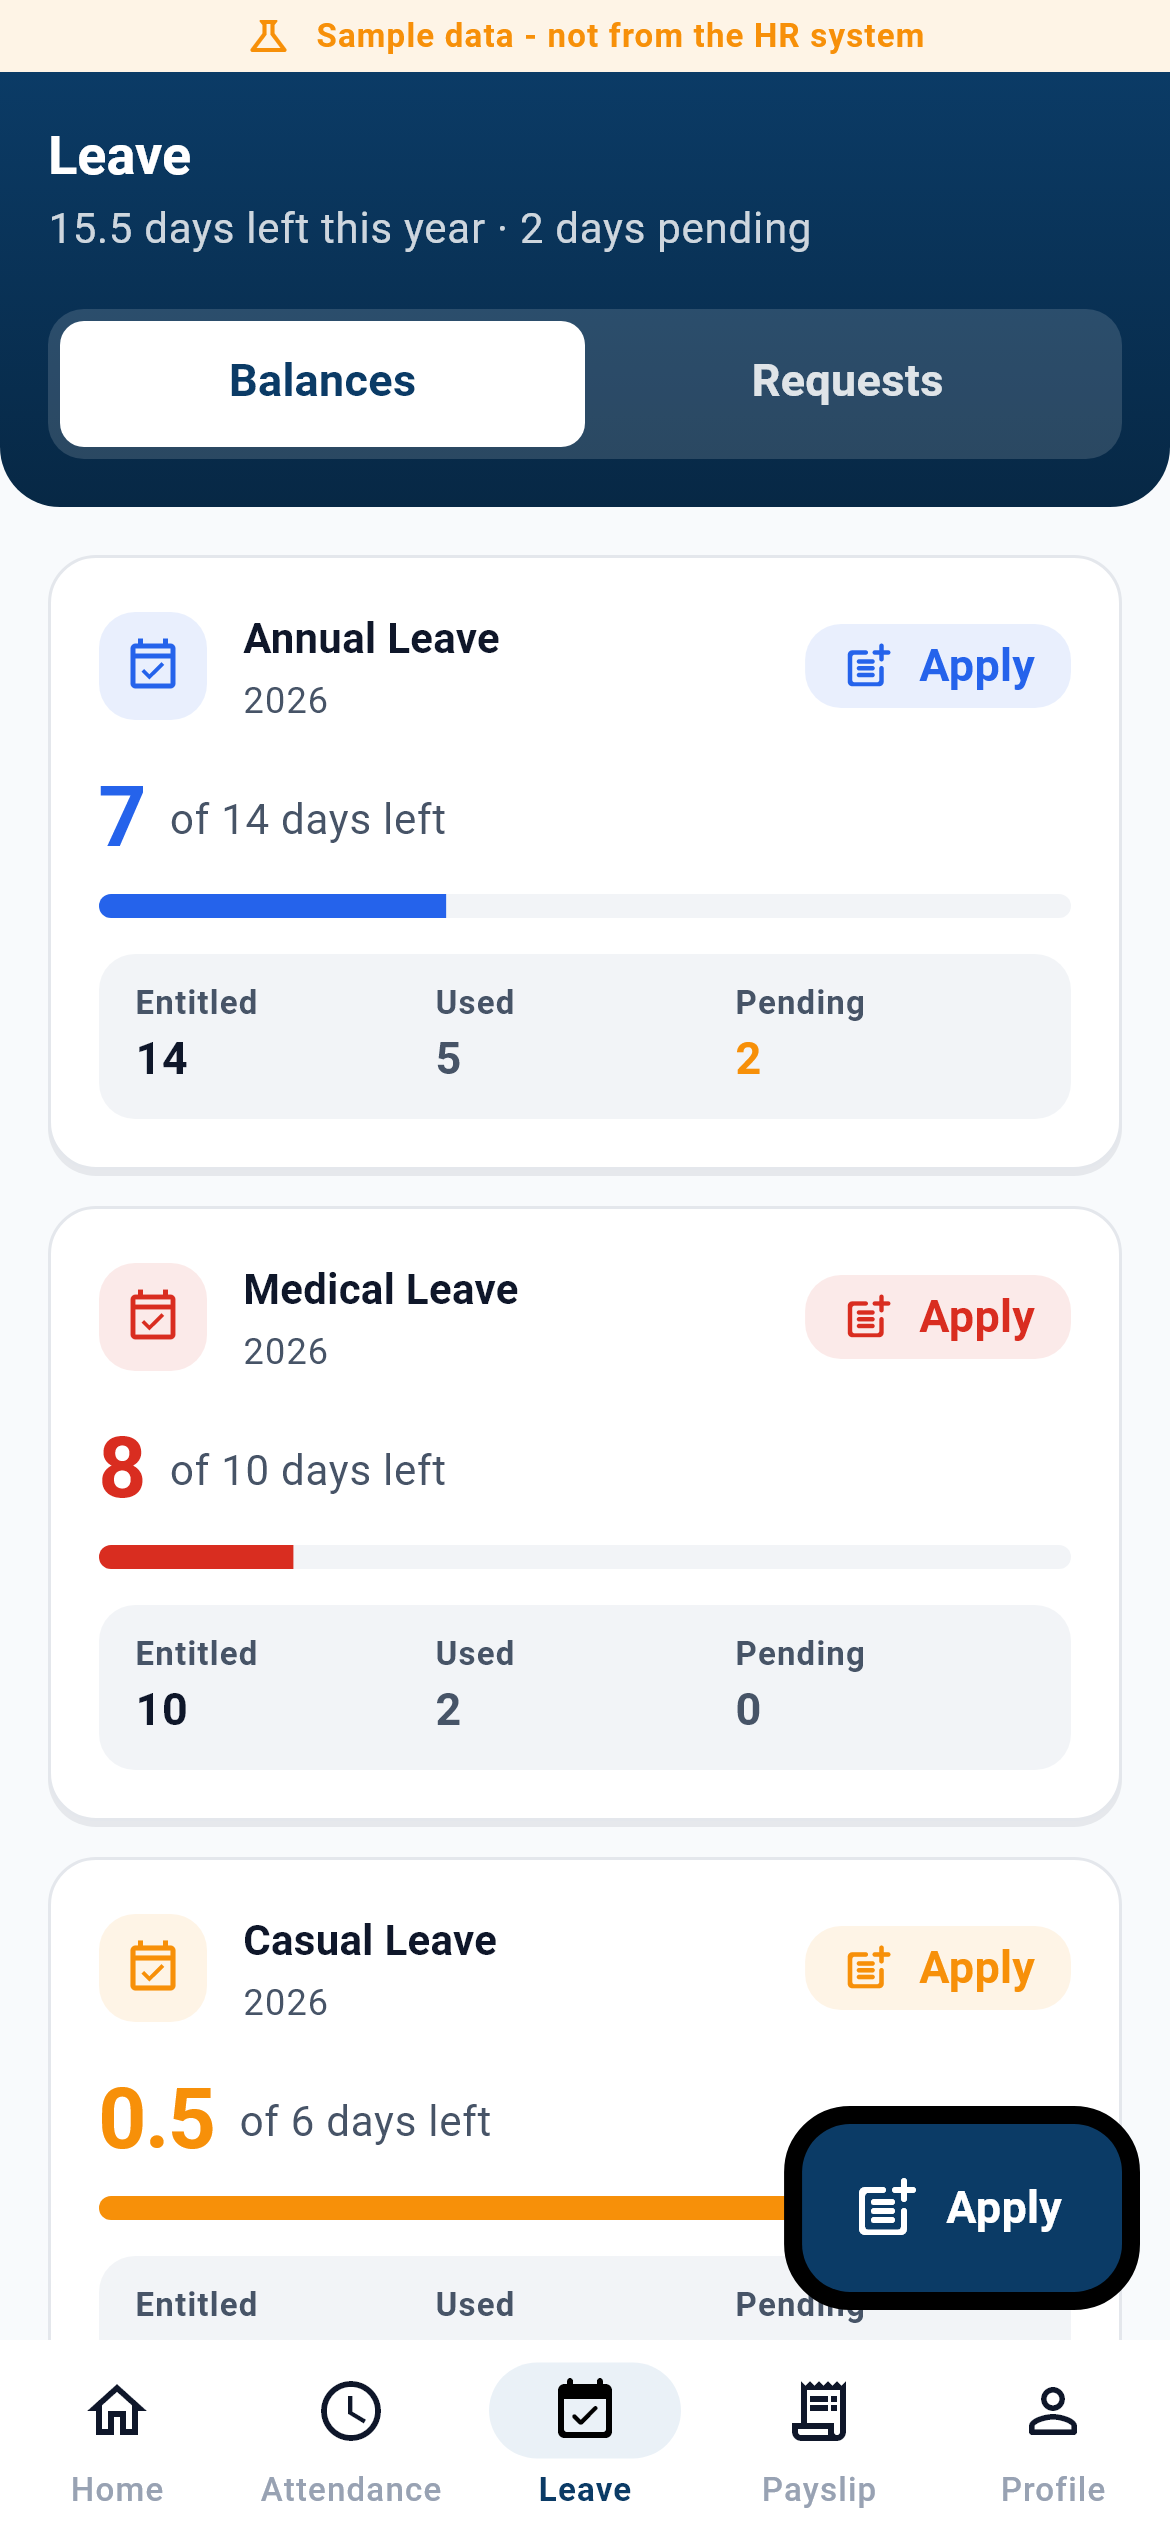 Sample data - not from the HR system
Leave
15.5 days left this year · 2 days pending
Balances
Requests
Annual Leave
2026
Apply
7 of 14 days left
Entitled Used Pending
14 5 2
Medical Leave
2026
Apply
8 of 10 days left
Entitled Used Pending
10 2 0
Casual Leave
2026
Apply
0.5 of 6 days left
Apply
Entitled Used Pending
Home Attendance Leave Payslip Profile